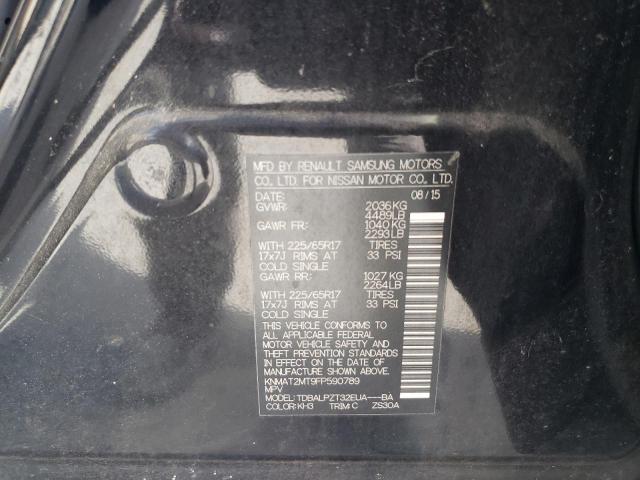 MFD BY RENAULT SAMSUNG MOTORS
CO., LTD. FOR NISSAN MOTOR CO., LTD.
DATE: 08/15
GVWR: 2036KG
4489LB
GAWR FR: 1040KG
2293LB
WITH 225/65R17 TIRES
17x7J RIMS AT 33 PSI
COLD SINGLE
GAWR RR: 1027KG
2264LB
WITH 225/65R17 TIRES
17x7J RIMS AT 33 PSI
COLD SINGLE
THIS VEHICLE CONFORMS TO
ALL APPLICABLE FEDERAL
MOTOR VEHICLE SAFETY AND
THEFT PREVENTION STANDARDS
IN EFFECT ON THE DATE OF
MANUFACTURE SHOWN ABOVE.
KNMAT2MT9FP590789
MPV
MODEL: TDBALPZT32EUA---BA
COLOR: KH3 TRIM: C ZS30A